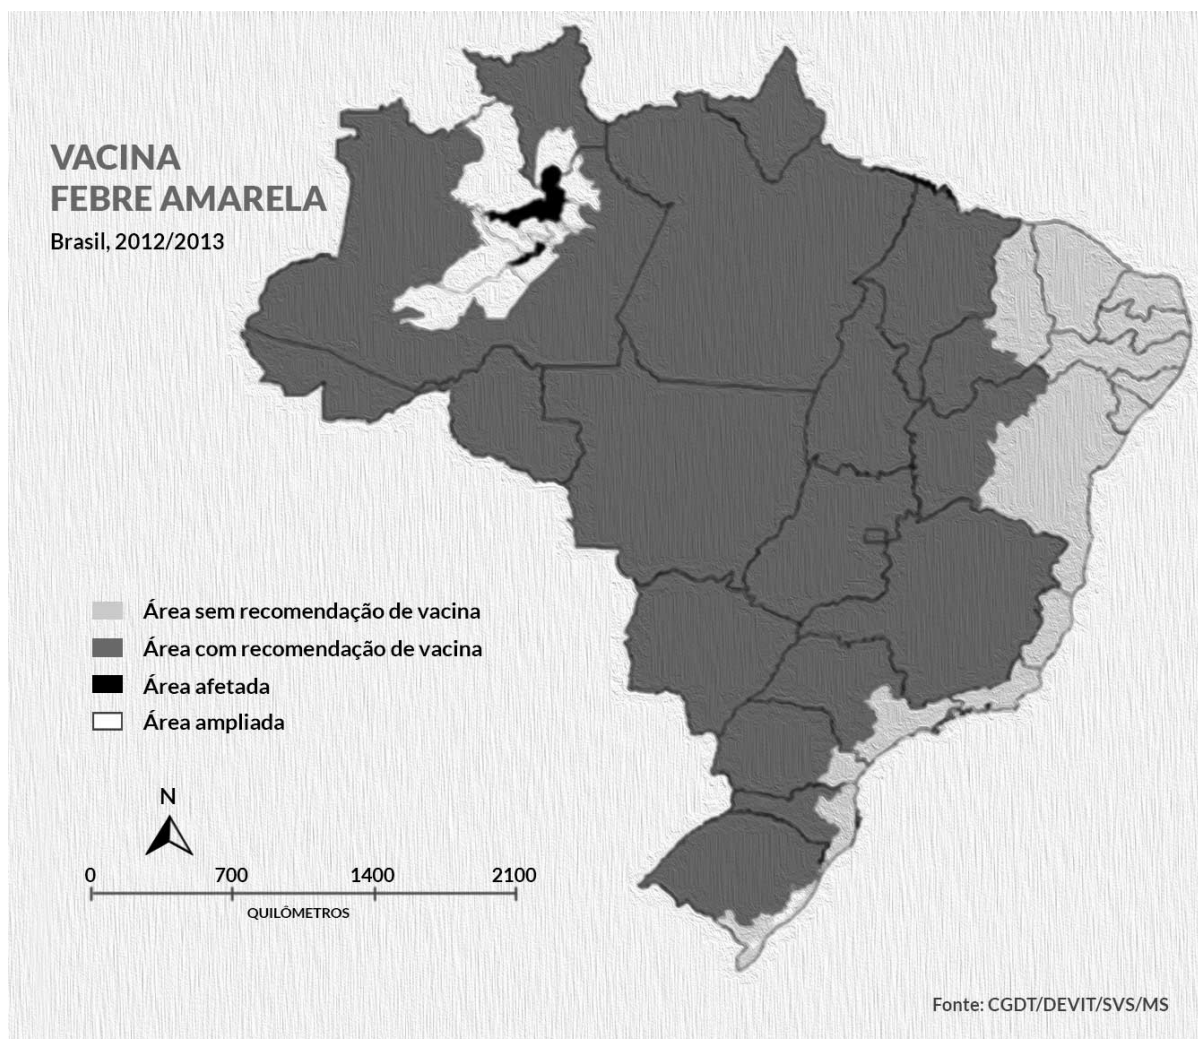 VACINA
FEBRE AMARELA
Brasil, 2012/2013
Área sem recomendação de vacina
Área com recomendação de vacina
Área afetada
Área ampliada
N
0 700 1400 2100
QUILÔMETROS
Fonte: CGDT/DEVIT/SVS/MS